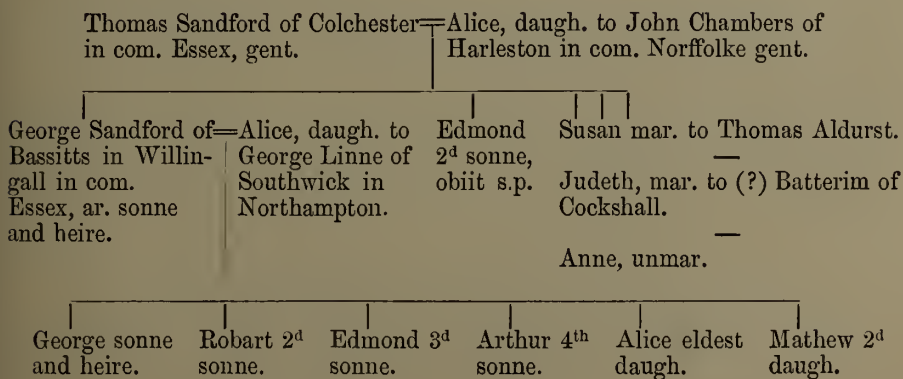 Thomas Sandford of Colchester=Alice, daugh. to John Chambers of
in com. Essex, gent. Harleston in com. Norffolke gent.
George Sandford of=Alice, daugh. to
Bassitts in Willin- George Linne of
gall in com. Southwick in
Essex, ar. sonne Northampton.
and heire.
Edmond
2d sonne,
obiit s.p.
Susan mar. to Thomas Aldurst.
—
Judeth, mar. to (?) Batterim of
Cockshall.
—
Anne, unmar.
George sonne
and heire.
Robart 2d
sonne.
Edmond 3d
sonne.
Arthur 4th
sonne.
Alice eldest
daugh.
Mathew 2d
daugh.